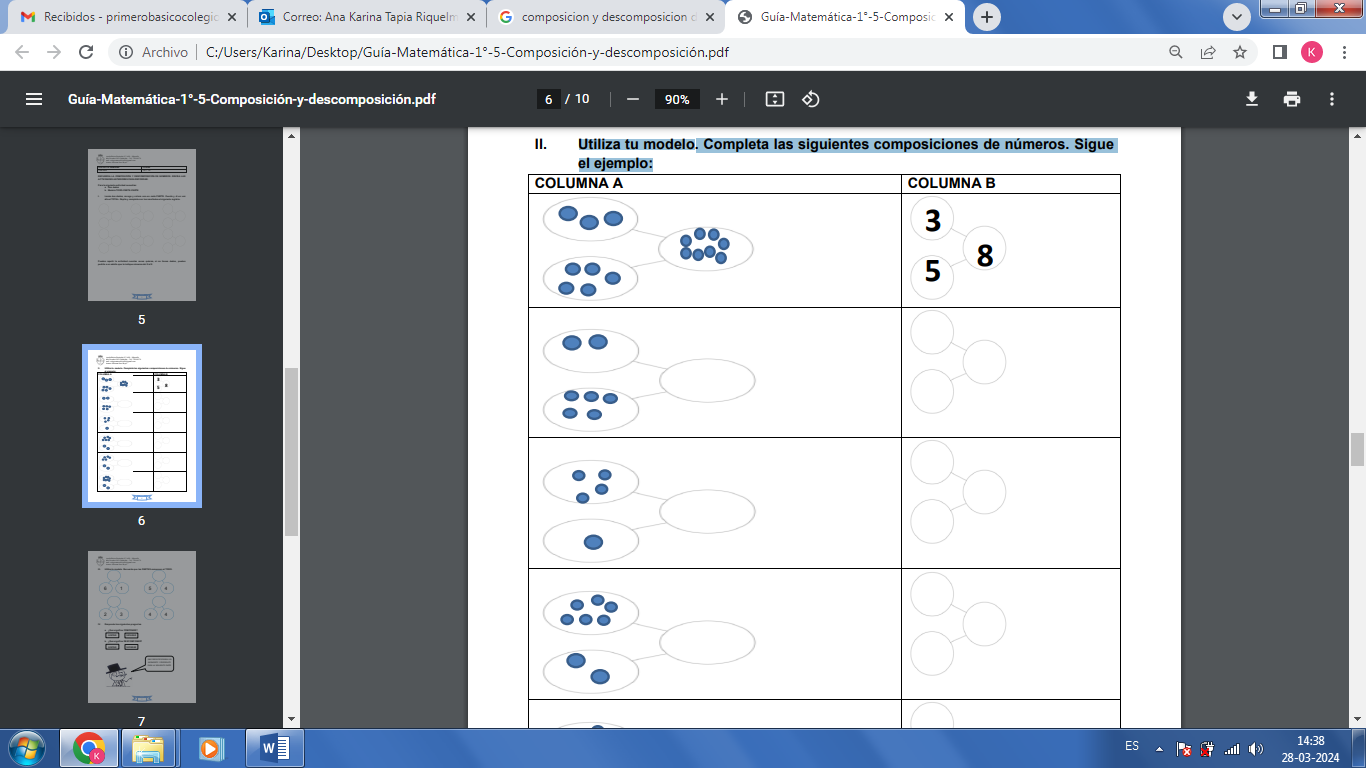 Recibidos - primerobasicocolegic
Correo: Ana Karina Tapia Riquelm
composicion y descomposicion d
Guía-Matemática-1°-5-Composic
Archivo
C:/Users/Karina/Desktop/Guía-Matemática-1°-5-Composición-y-descomposición.pdf
K
Guía-Matemática-1°-5-Composición-y-descomposición.pdf
6 / 10
90%
5
6
7
II. Utiliza tu modelo. Completa las siguientes composiciones de números. Sigue
el ejemplo:
COLUMNA A
COLUMNA B
3
8
5
ES
14:38
28-03-2024